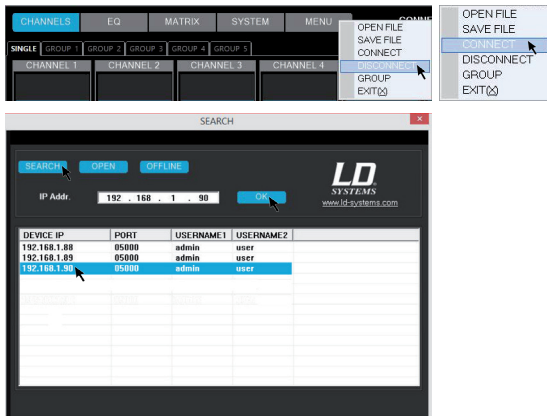 CHANNELS EQ MATRIX SYSTEM MENU
SINGLE GROUP 1 GROUP 2 GROUP 3 GROUP 4 GROUP 5
CHANNEL 1 CHANNEL 2 CHANNEL 3 CHANNEL 4
OPEN FILE
SAVE FILE
CONNECT
DISCONNECT
GROUP
EXIT(X)
OPEN FILE
SAVE FILE
CONNECT
DISCONNECT
GROUP
EXIT(X)
SEARCH
SEARCH OPEN OFFLINE
LD
SYSTEMS
www.ld-systems.com
IP Addr. 192 . 168 . 1 . 90 OK
DEVICE IP PORT USERNAME1 USERNAME2
192.168.1.88 05000 admin user
192.168.1.89 05000 admin user
192.168.1.90 05000 admin user